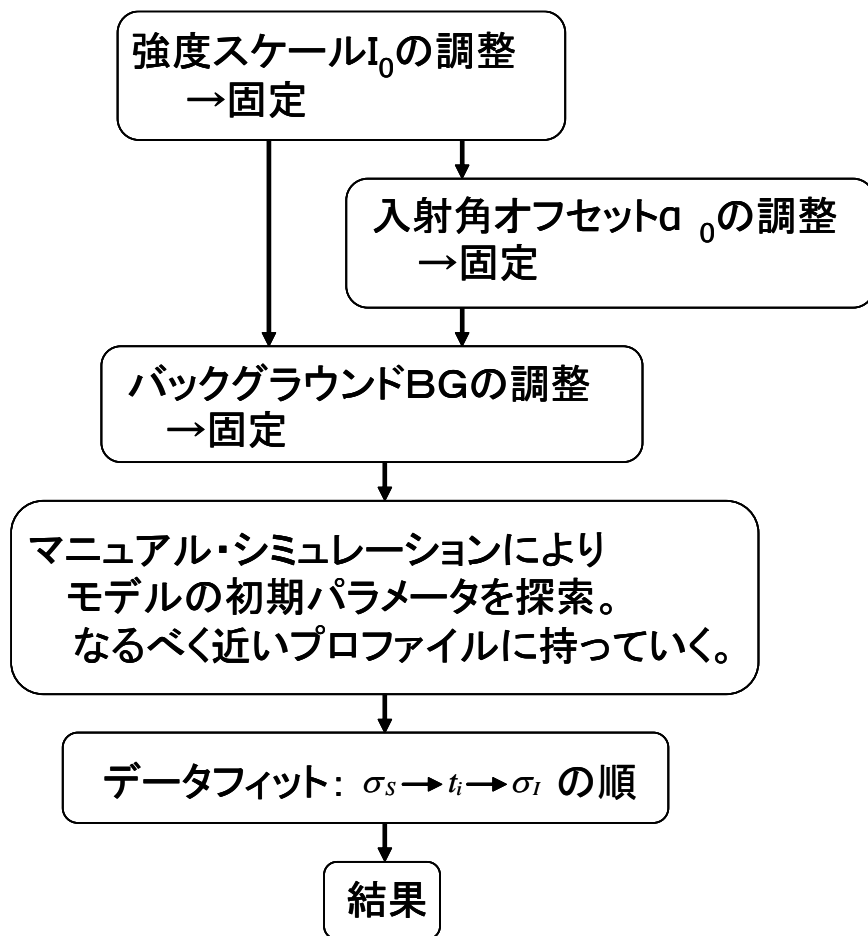 強度スケールI₀の調整
→固定
入射角オフセットα ₀の調整
→固定
バックグラウンドBGの調整
→固定
マニュアル・シミュレーションにより
モデルの初期パラメータを探索。
なるべく近いプロファイルに持っていく。
データフィット： σ_S→t_i→σ_I の順
結果